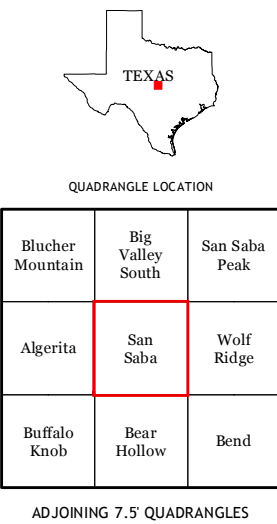 TEXAS
QUADRANGLE LOCATION
Blucher
Mountain
Big
Valley
South
San Saba
Peak
Algerita
San
Saba
Wolf
Ridge
Buffalo
Knob
Bear
Hollow
Bend
ADJOINING 7.5' QUADRANGLES